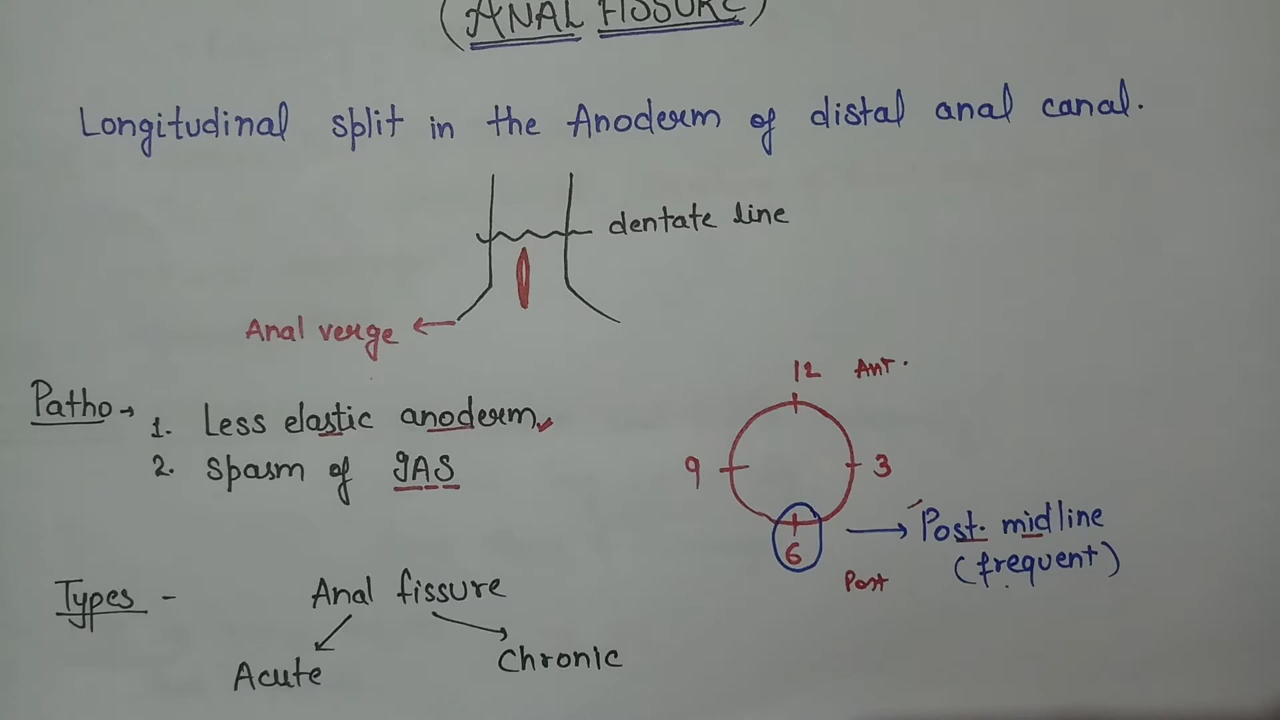 (ANAL FISSURE)
Longitudinal split in the Anoderm of distal anal canal.
dentate line
Anal verge
Patho → 1. Less elastic anoderm
2. Spasm of IAS
12 Ant.
9
3
6
Post. midline
(frequent)
Post
Types - Anal fissure
Acute
Chronic